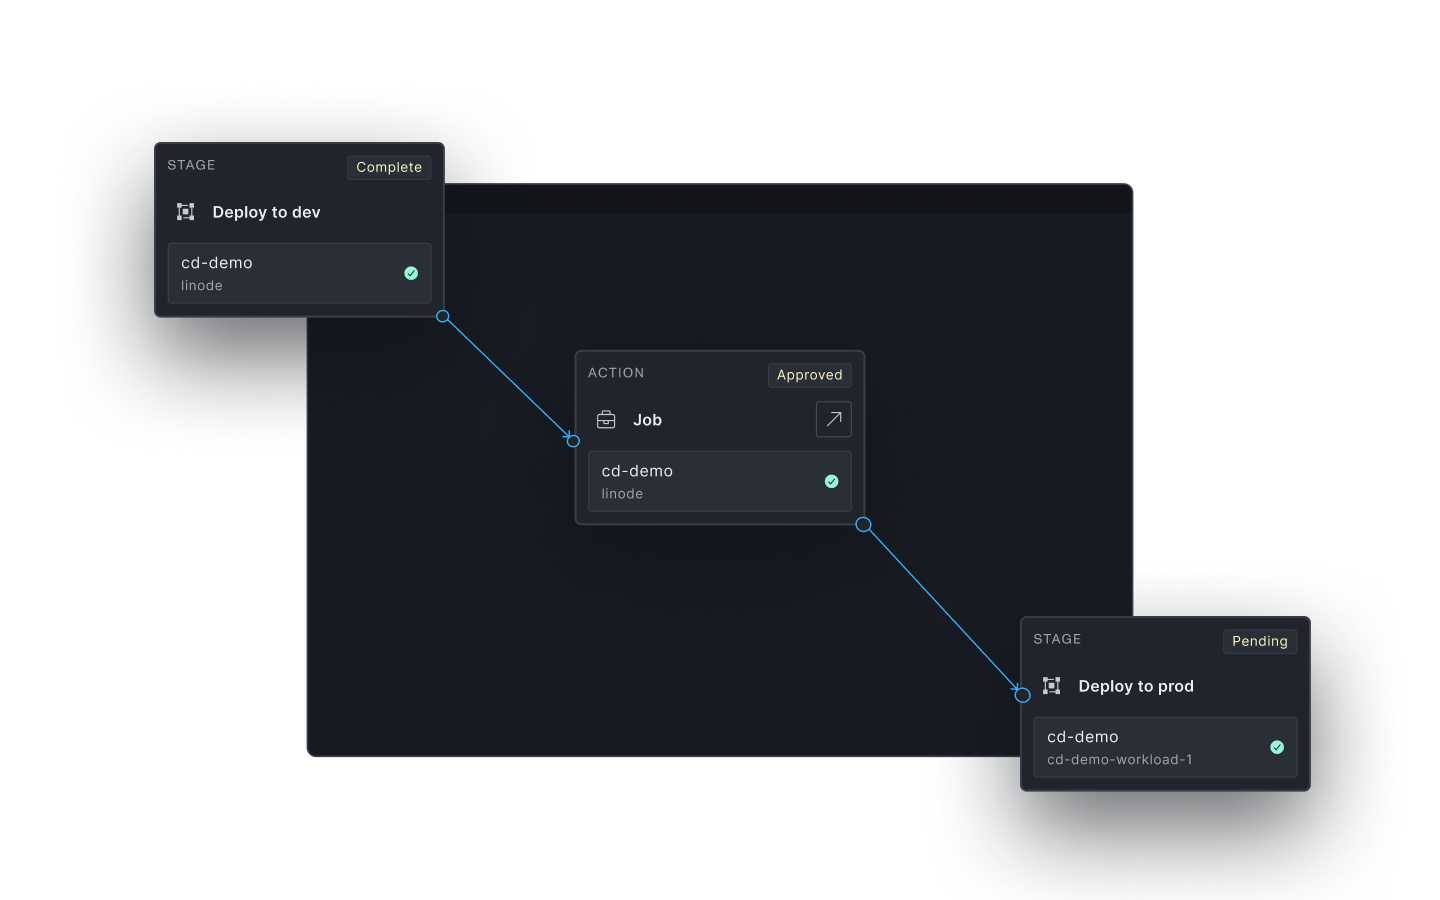 STAGE
Complete
Deploy to dev
cd-demo
linode
ACTION
Approved
Job
cd-demo
linode
STAGE
Pending
Deploy to prod
cd-demo
cd-demo-workload-1